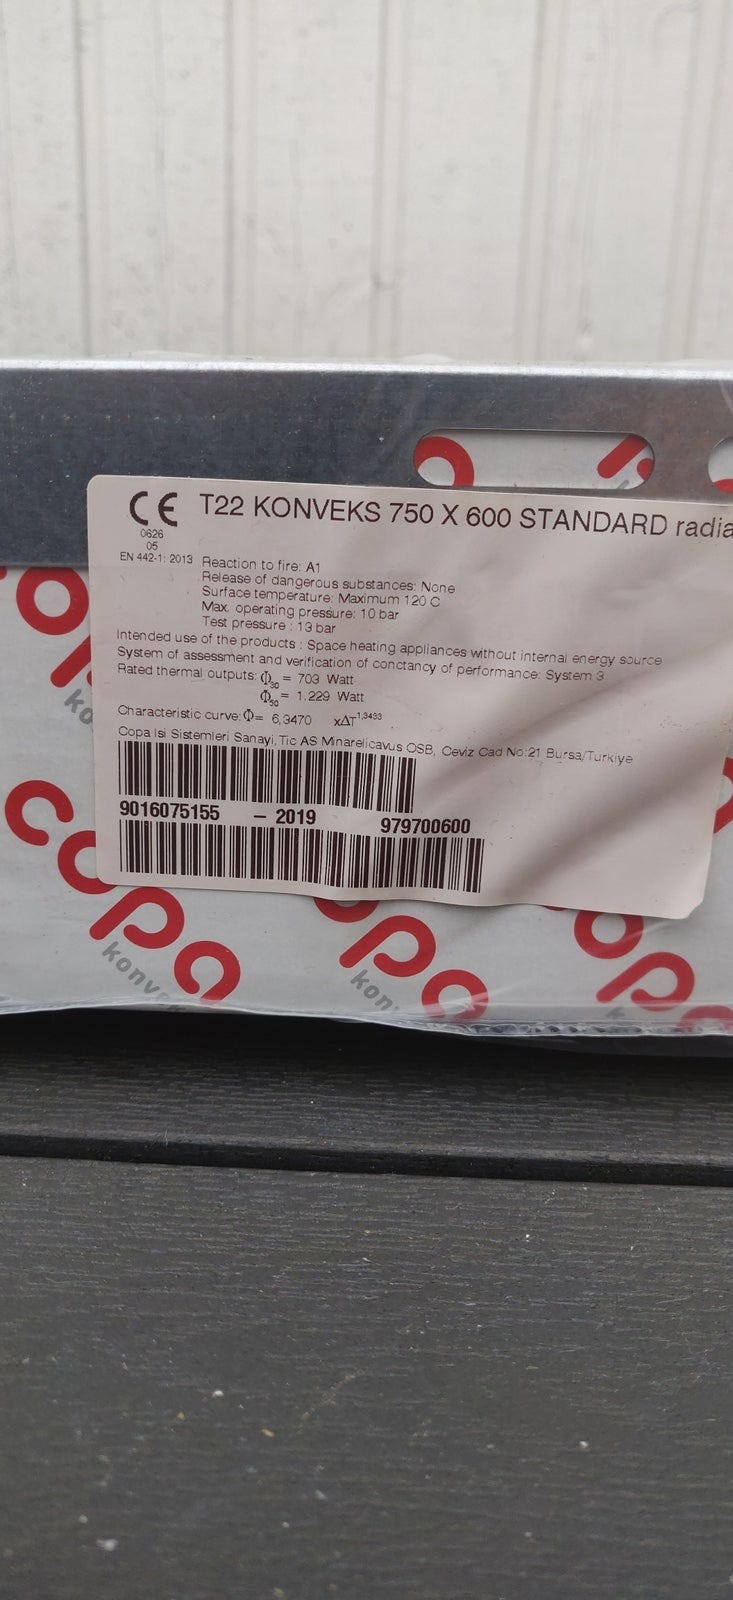 CE T22 KONVEKS 750 X 600 STANDARD radia
0626
05
EN 442-1: 2013 Reaction to fire: A1
Release of dangerous substances: None
Surface temperature: Maximum 120 C
Max. operating pressure: 10 bar
Test pressure : 13 bar
Intended use of the products : Space heating appliances without internal energy source
System of assessment and verification of conctancy of performance: System 3
Rated thermal outputs: Φ30 = 703 Watt
Φ50 = 1.229 Watt
Characteristic curve: Φ= 6,3470 xΔT1,3433
Copa Isi Sistemleri Sanayi, Tic AS Minarelicavus OSB, Ceviz Cad No:21 Bursa/Turkiye
9016075155 – 2019 979700600
copa
konveks
copa
kon